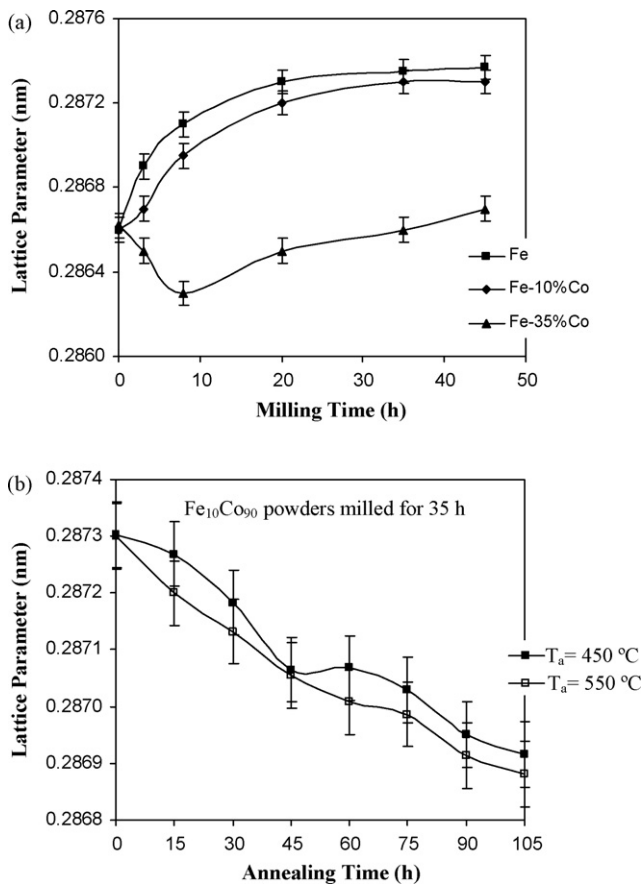 (a)
0.2876
0.2872
0.2868
0.2864
0.2860
Lattice Parameter (nm)
Fe
Fe-10%Co
Fe-35%Co
0 10 20 30 40 50
Milling Time (h)
(b)
0.2874
0.2873
0.2872
0.2871
0.2870
0.2869
0.2868
Lattice Parameter (nm)
Fe₁₀Co₉₀ powders milled for 35 h
Tₐ= 450 ºC
Tₐ= 550 ºC
0 15 30 45 60 75 90 105
Annealing Time (h)